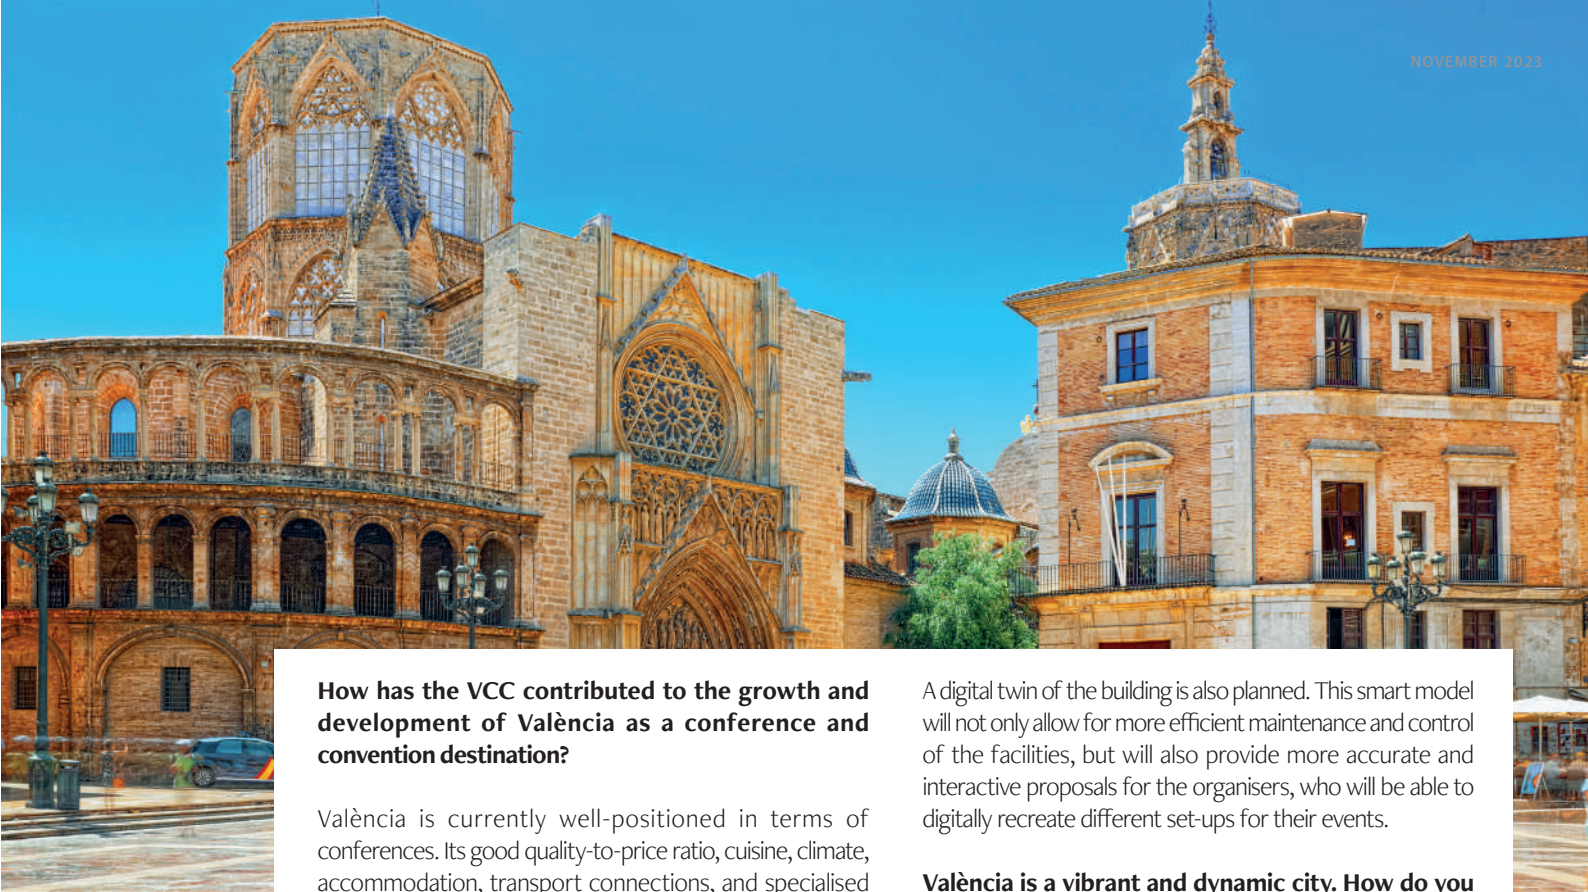 NOVEMBER 2023
How has the VCC contributed to the growth and
development of València as a conference and
convention destination?
València is currently well-positioned in terms of
conferences. Its good quality-to-price ratio, cuisine, climate,
accommodation, transport connections, and specialised
A digital twin of the building is also planned. This smart model
will not only allow for more efficient maintenance and control
of the facilities, but will also provide more accurate and
interactive proposals for the organisers, who will be able to
digitally recreate different set-ups for their events.
València is a vibrant and dynamic city. How do you